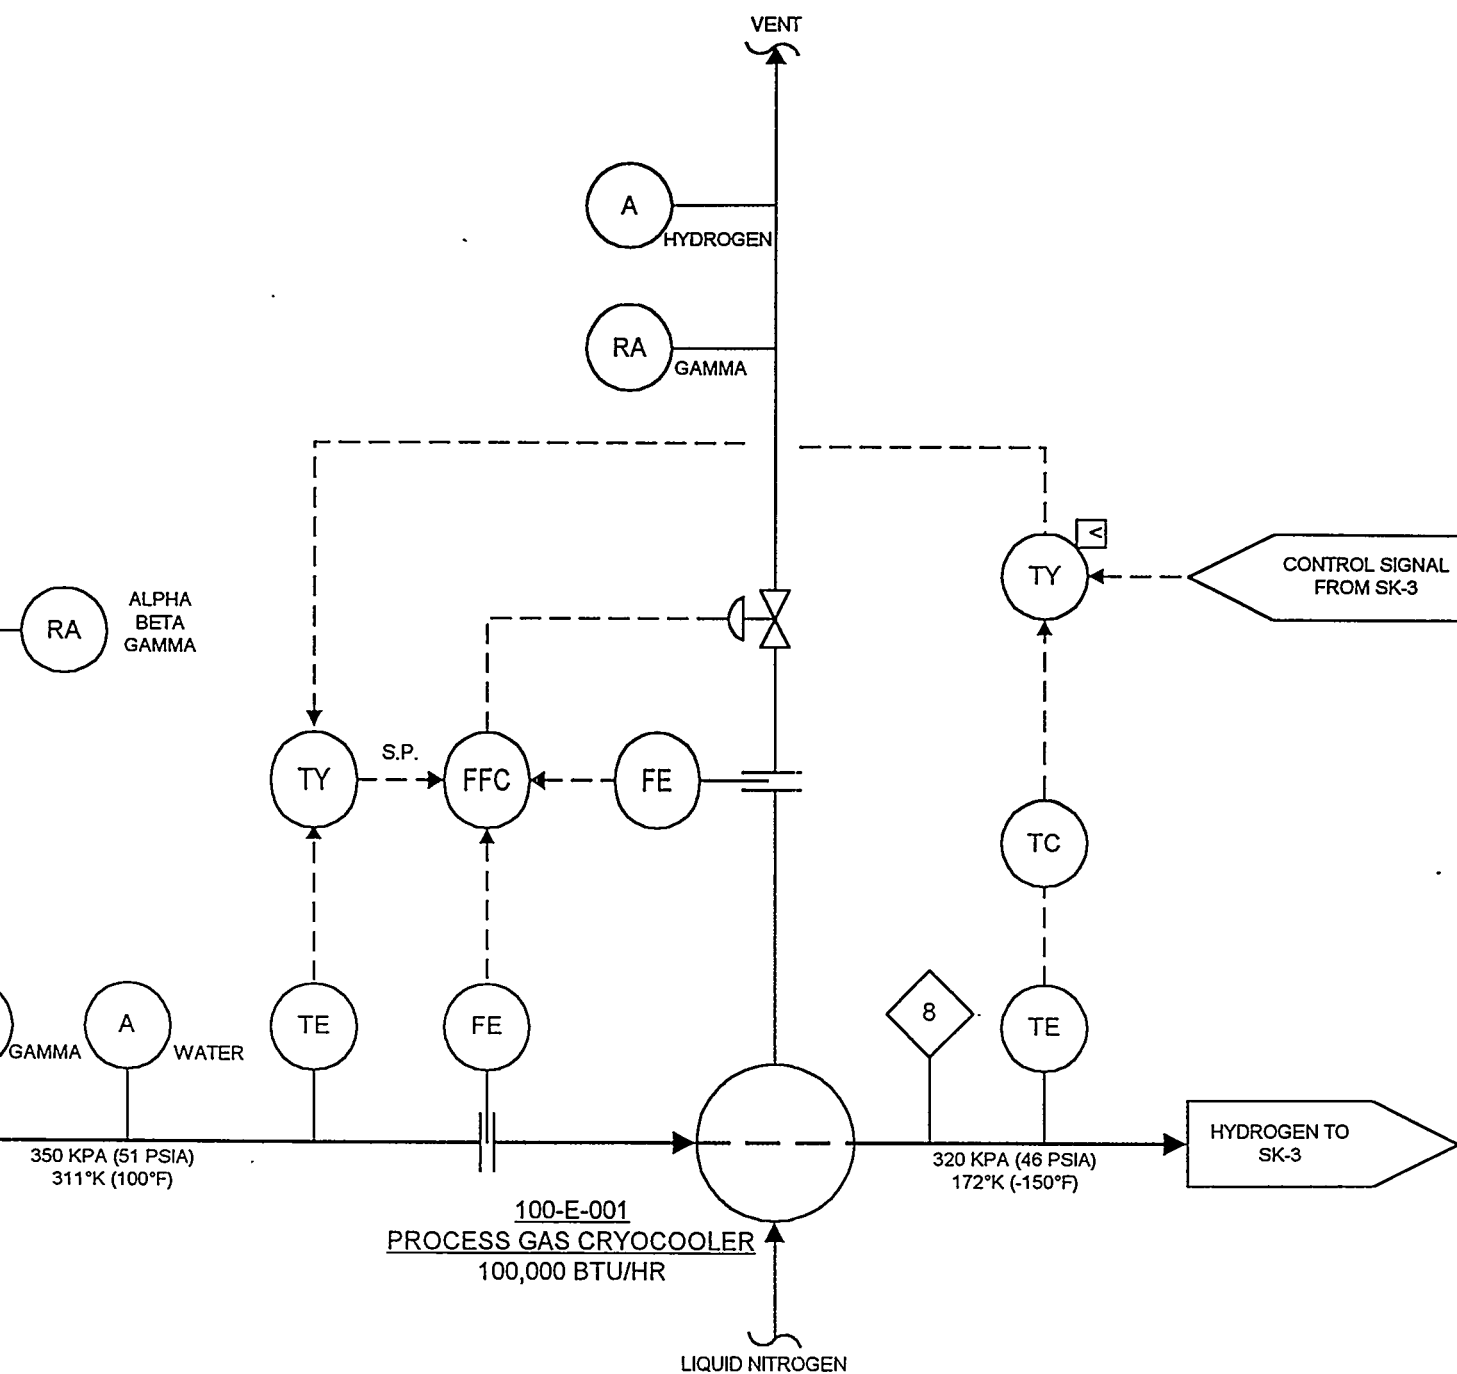 VENT
A
HYDROGEN
RA
GAMMA
<
TY
CONTROL SIGNAL
FROM SK-3
RA
ALPHA
BETA
GAMMA
TY
S.P.
FFC
FE
TC
GAMMA
A
WATER
TE
FE
8
TE
350 KPA (51 PSIA)
311°K (100°F)
320 KPA (46 PSIA)
172°K (-150°F)
HYDROGEN TO
SK-3
100-E-001
PROCESS GAS CRYOCOOLER
100,000 BTU/HR
LIQUID NITROGEN